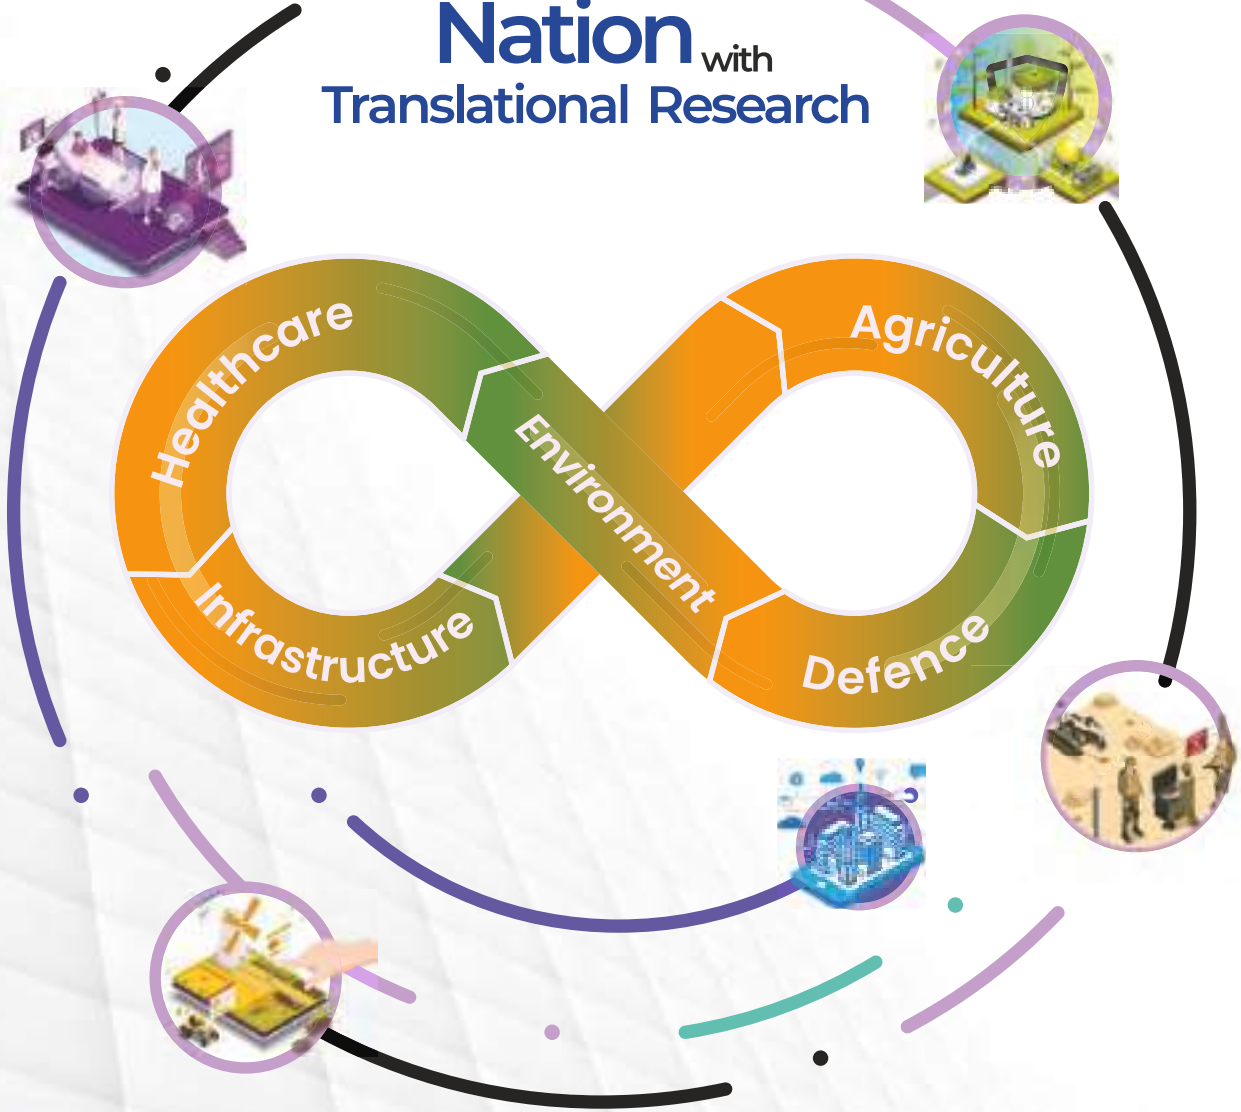 Nation with
Translational Research
Healthcare
Agriculture
Environment
Infrastructure
Defence